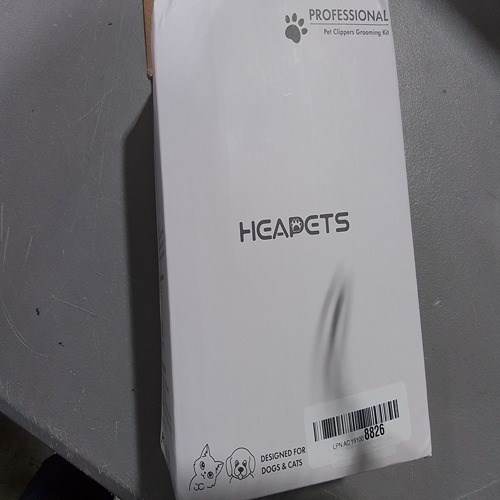 PROFESSIONAL
Pet Clippers Grooming Kit
HEAPETS
DESIGNED FOR
DOGS & CATS
8826